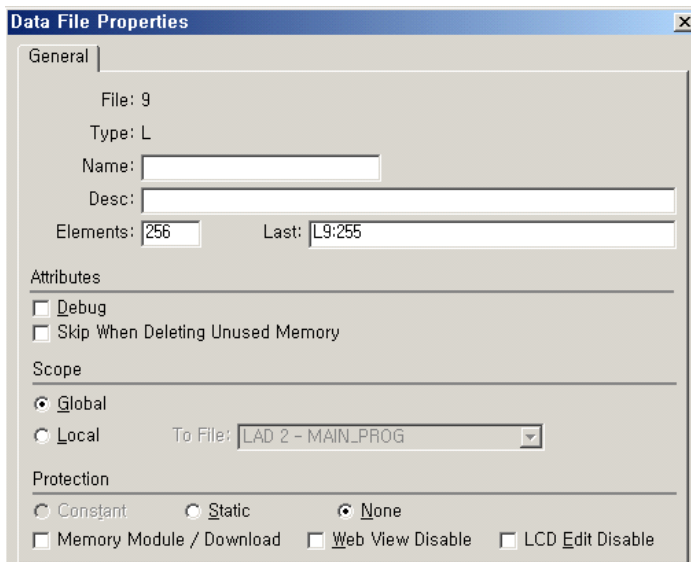 Data File Properties
General
File: 9
Type: L
Name:
Desc:
Elements: 256 Last: L9:255
Attributes
Debug
Skip When Deleting Unused Memory
Scope
Global
Local To File: LAD 2 - MAIN_PROG
Protection
Constant Static None
Memory Module / Download Web View Disable LCD Edit Disable